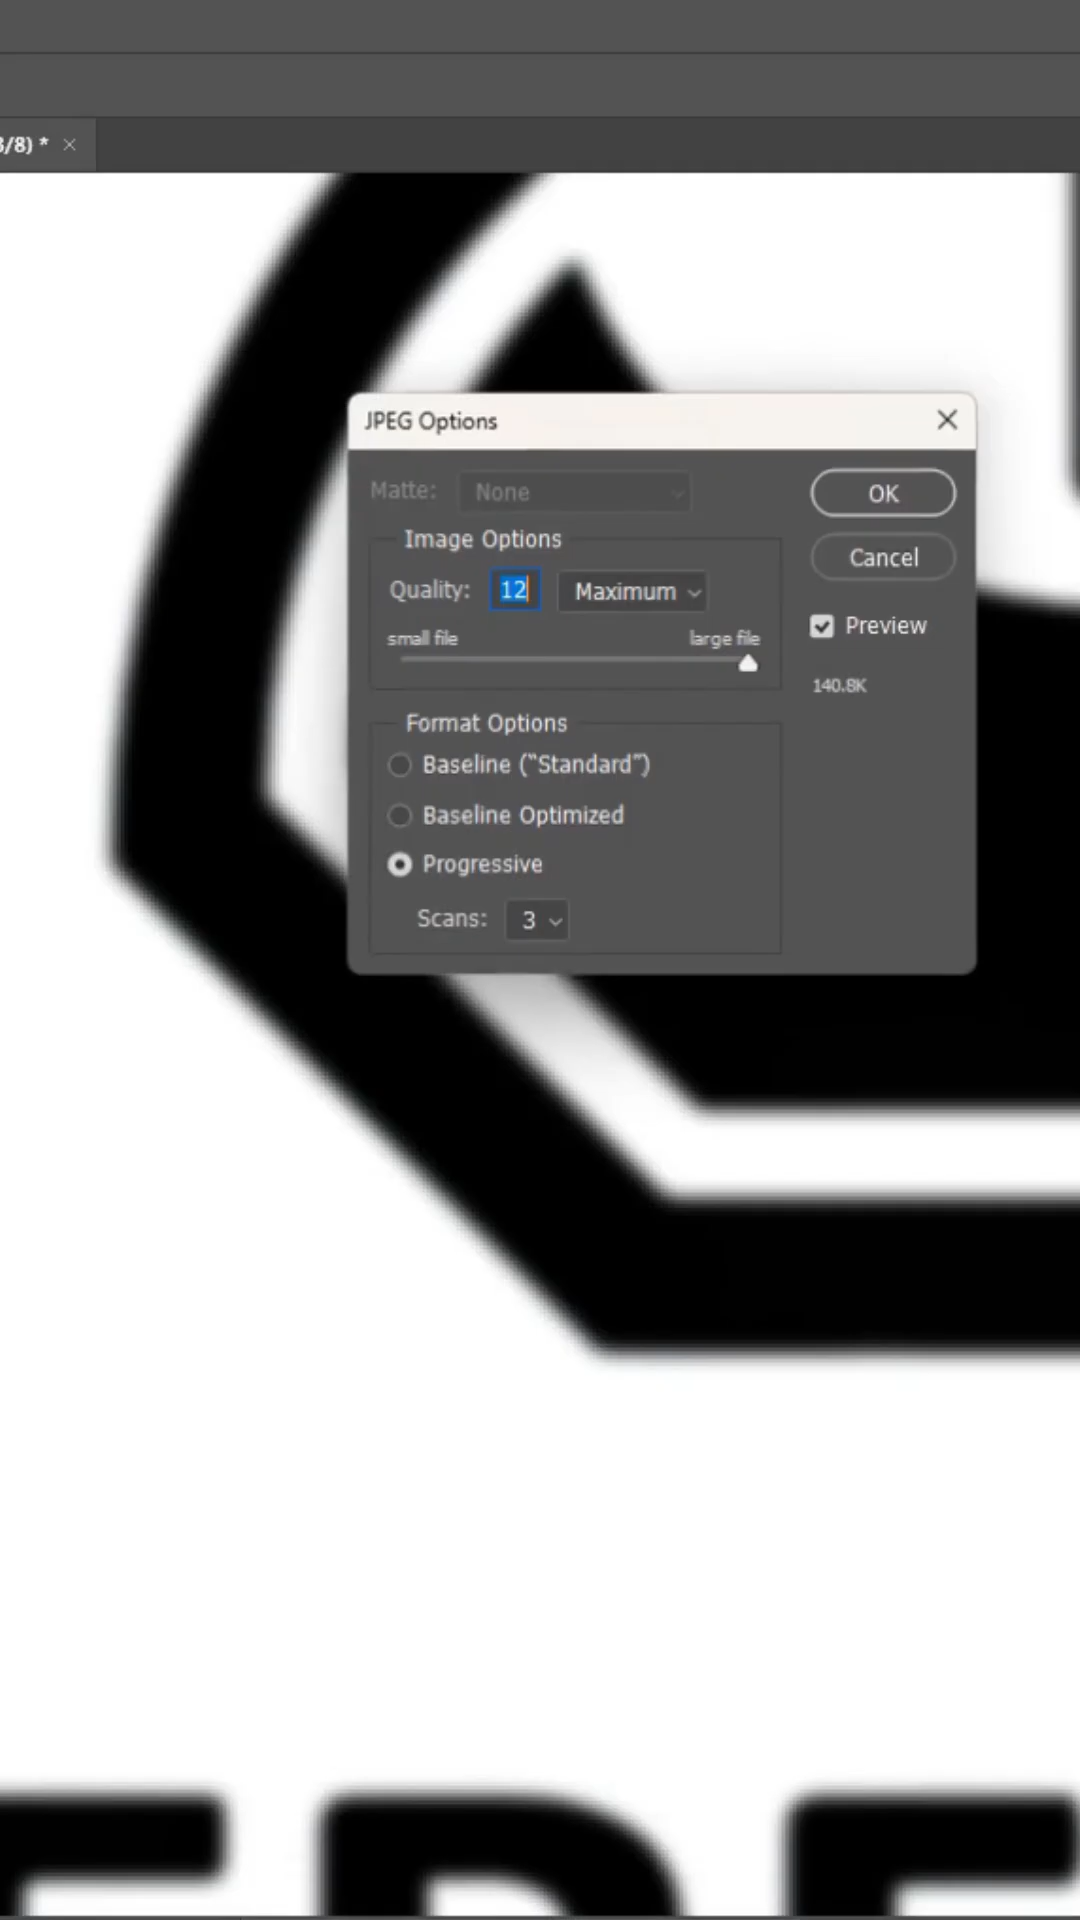 3/8) *
JPEG Options
Matte: None
OK
Image Options
Cancel
Quality: 12 Maximum
Preview
small file large file
140.8K
Format Options
Baseline (“Standard”)
Baseline Optimized
Progressive
Scans: 3